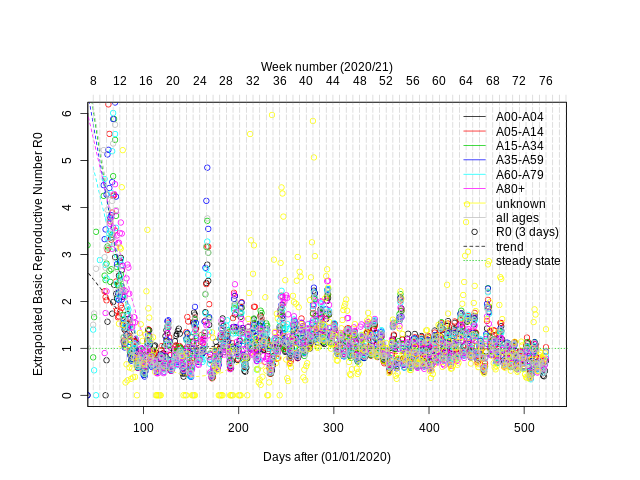 Week number (2020/21)
8 12 16 20 24 28 32 36 40 44 52 56 60 64 68 72 76
Extrapolated Basic Reproductive Number R0
6
5
4
3
2
1
0
A00-A04
A05-A14
A15-A34
A35-A59
A60-A79
A80+
unknown
all ages
R0 (3 days)
trend
steady state
100 200 300 400 500
Days after (01/01/2020)